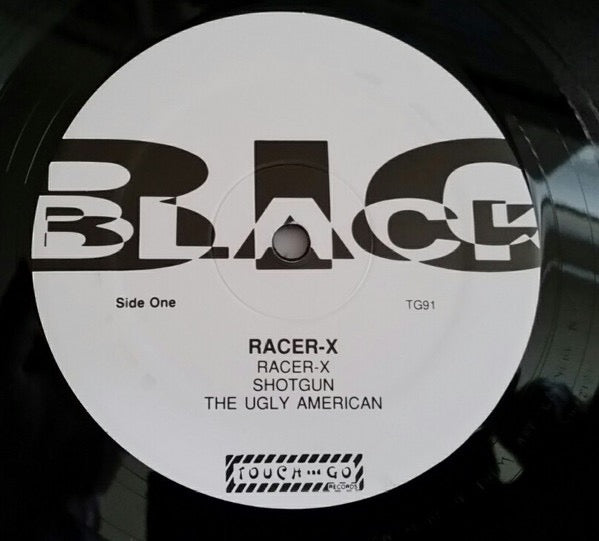 BIG
BLACK
Side One
TG91
RACER-X
RACER-X
SHOTGUN
THE UGLY AMERICAN
TOUCH AND GO
RECORDS